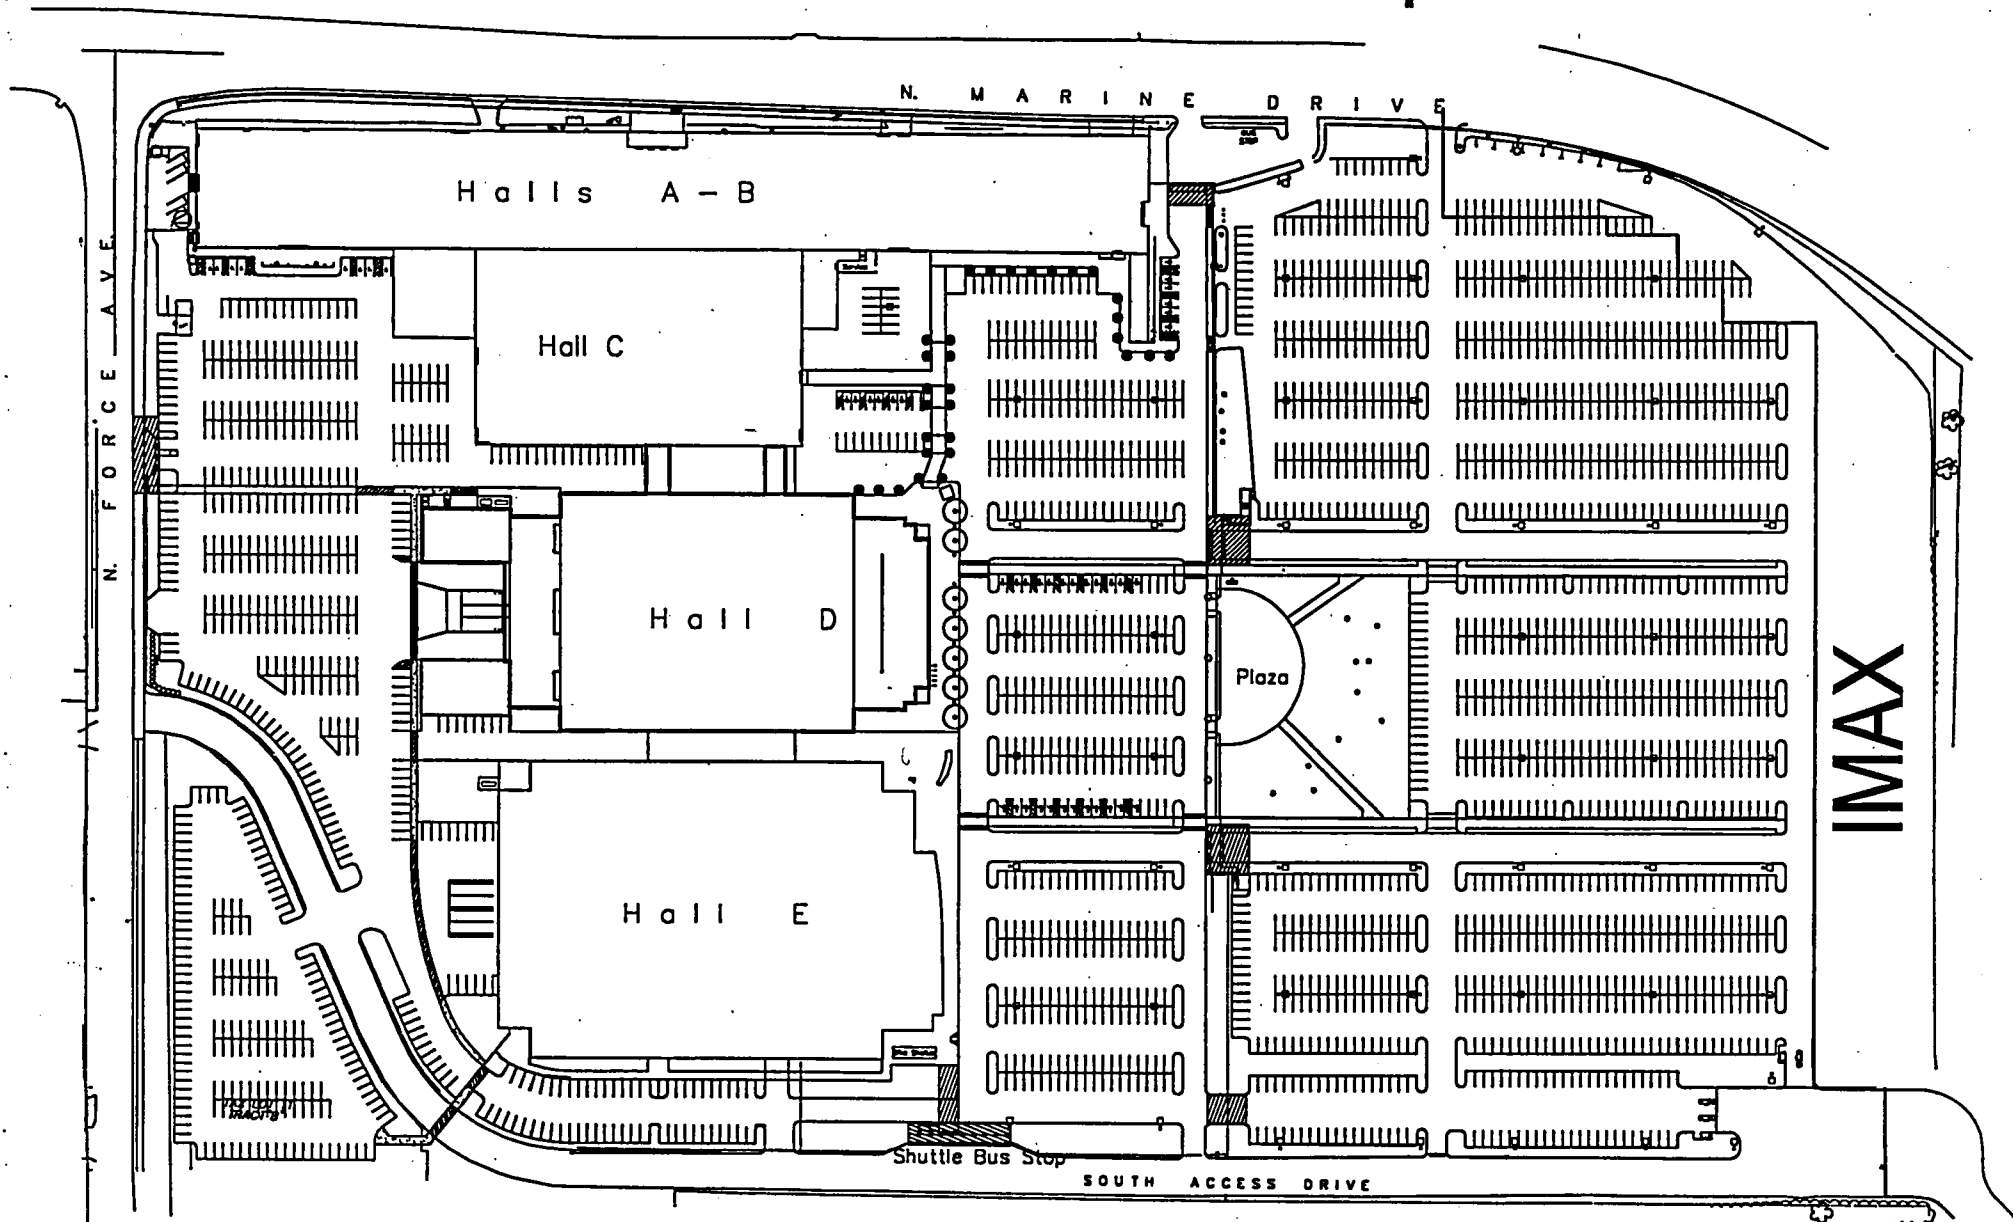 N. MARINE DRIVE
Halls A-B
N. FORCE AVE.
Hall C
Hall D
Plaza
IMAX
Hall E
Shuttle Bus Stop
SOUTH ACCESS DRIVE